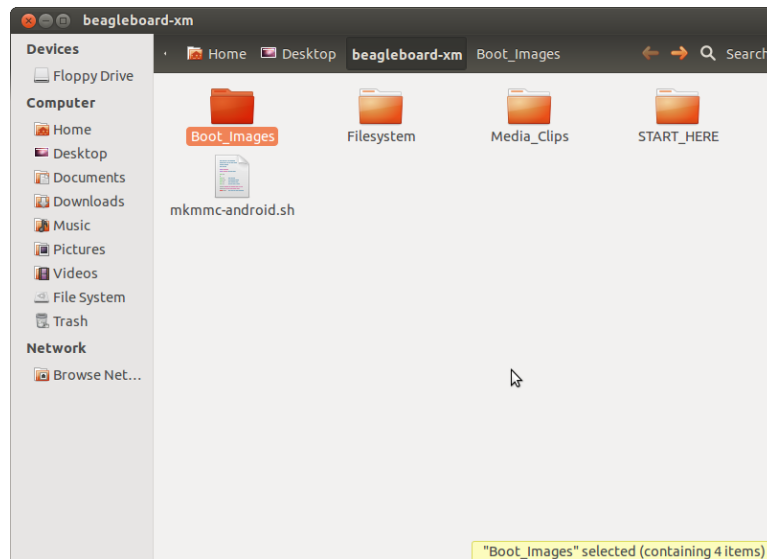 beagleboard-xm
Devices
Floppy Drive
Computer
Home
Desktop
Documents
Downloads
Music
Pictures
Videos
File System
Trash
Network
Browse Net...
Home Desktop beagleboard-xm Boot_Images Search
Boot_Images Filesystem Media_Clips START_HERE
mkmmc-android.sh
"Boot_Images" selected (containing 4 items)